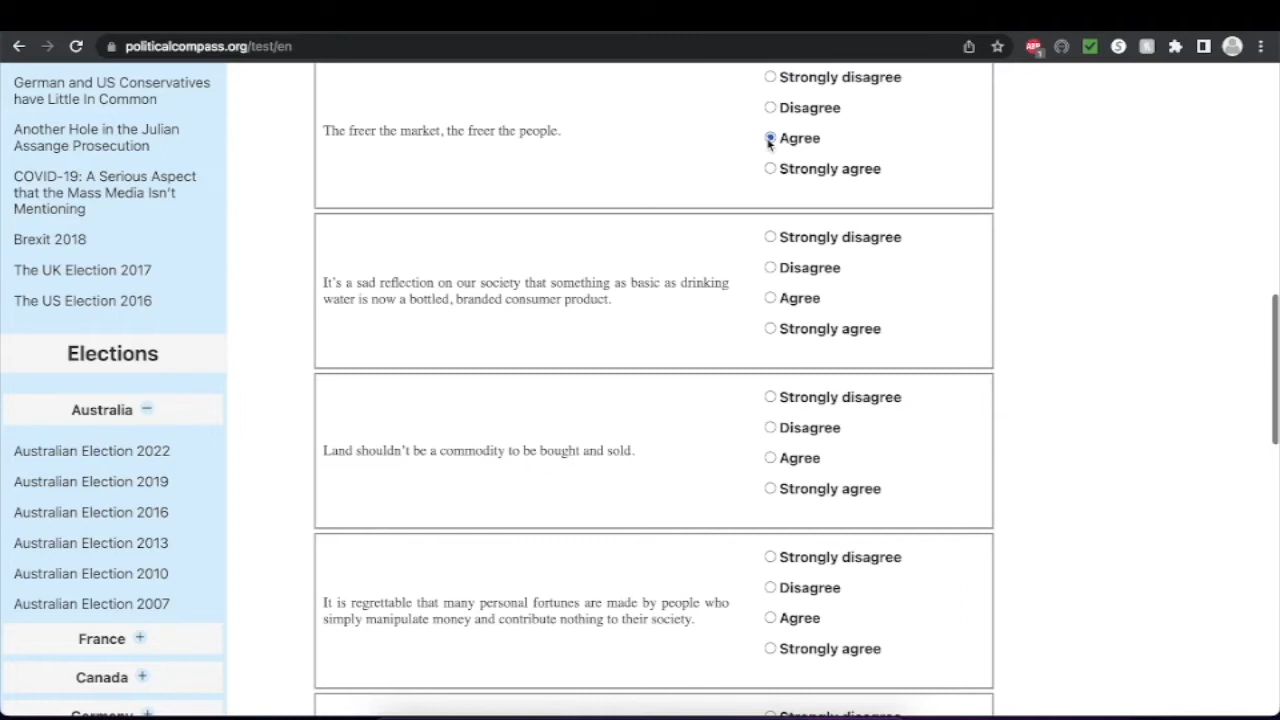 politicalcompass.org/test/en
ABP
1
S
German and US Conservatives
have Little In Common
Another Hole in the Julian
Assange Prosecution
COVID-19: A Serious Aspect
that the Mass Media Isn't
Mentioning
Brexit 2018
The UK Election 2017
The US Election 2016
Elections
Australia −
Australian Election 2022
Australian Election 2019
Australian Election 2016
Australian Election 2013
Australian Election 2010
Australian Election 2007
France +
Canada +
Germany +
The freer the market, the freer the people.
Strongly disagree
Disagree
Agree
Strongly agree
It's a sad reflection on our society that something as basic as drinking
water is now a bottled, branded consumer product.
Strongly disagree
Disagree
Agree
Strongly agree
Land shouldn't be a commodity to be bought and sold.
Strongly disagree
Disagree
Agree
Strongly agree
It is regrettable that many personal fortunes are made by people who
simply manipulate money and contribute nothing to their society.
Strongly disagree
Disagree
Agree
Strongly agree
Strongly disagree